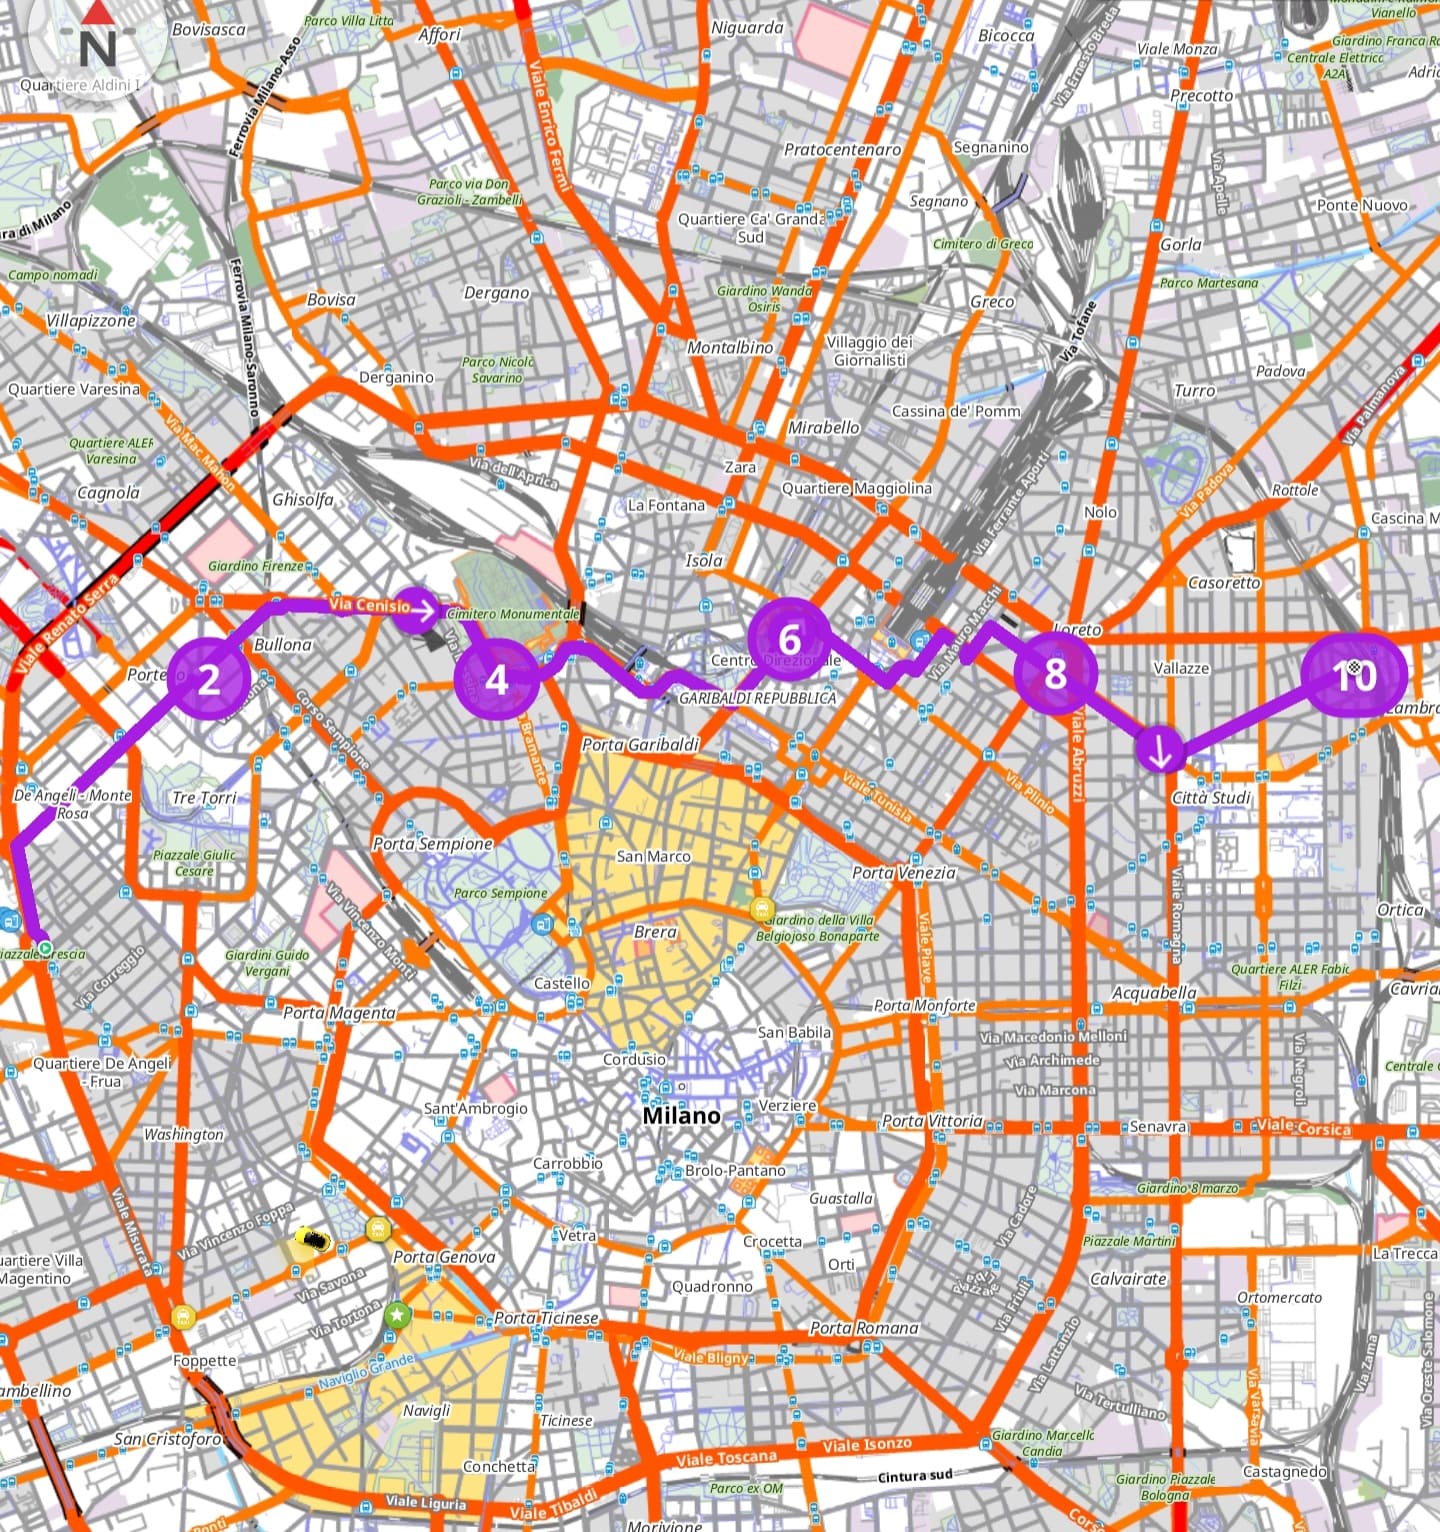 Bovisasca
Parco Villa Litta
Affori
Niguarda
Bicocca
Via Ernesto Breda
Viale Monza
Vianello
Giardino Franca Ra
Centrale Elettrica
A2A
N
Quartiere Aldini I
Ferrovia Milano-Asso
Viale Enrico Fermi
Precotto
Pratocentenaro
Segnanino
Via Apelle
Parco via Don
Grazioli - Zambelli
Segnano
Ponte Nuovo
ra di Milano
Quartiere Ca' Granda
Sud
Cimitero di Greco
Gorla
Campo nomadi
Parco Martesana
Bovisa
Dergano
Giardino Wanda
Osiris
Greco
Villapizzone
Ferrovia Milano-Saronno
Montalbino
Villaggio dei
Giornalisti
Via Tofane
Parco Nicolò
Savarino
Derganino
Quartiere Varesina
Padova
Turro
Via Palmanova
Cassina de' Pomm
Mirabello
Via Mac Mahon
Quartiere ALER
Varesina
Zara
Via dell'Aprica
Cagnola
Ghisolfa
La Fontana
Quartiere Maggiolina
Via Ferrante Aporti
Via Padova
Rottole
Nolo
Cascina M
Isola
Giardino Firenze
Casoretto
Viale Renato Serra
Via Cenisio
Cimitero Monumentale
Via Mauro Macchi
Loreto
Bullona
2
4
6
8
10
Centro Direzionale
Vallazze
GARIBALDI REPUBBLICA
Lambra
Corso Sempione
Porta Garibaldi
Bramante
Viale Abruzzi
De Angeli - Monte
Rosa
Tre Torri
Viale Tunisia
Via Plinio
Città Studi
Porta Sempione
Piazzale Giulio
Cesare
San Marco
Porta Venezia
Via Vincenzo Monti
Parco Sempione
Viale Romagna
Ortica
Giardino della Villa
Belgiojoso Bonaparte
Brera
Viale Piave
iazzale Brescia
Via Correggio
Giardini Guido
Vergani
Castello
Quartiere ALER Fabio
Filzi
Acquabella
Cavria
Porta Magenta
Porta Monforte
San Babila
Via Macedonio Melloni
Cordusio
Via Archimede
Quartiere De Angeli
- Frua
Centrale
Via Marcona
Via Negroli
Sant'Ambrogio
Milano
Verziere
Porta Vittoria
Senavra
Viale Corsica
Washington
Carrobbio
Brolo-Pantano
Guastalla
Giardino 8 marzo
Viale Misurata
Via Vincenzo Foppa
Via Cadore
Vetra
Crocetta
Piazzale Martini
uartiere Villa
Magentino
Porta Genova
Orti
La Trecca
Via Savona
Quadronno
Calvairate
Ortomercato
Via Friuli
Via Tortona
Porta Ticinese
Porta Romana
Via Lattanzio
Via Zama
Via Oreste Salomone
Foppette
Naviglio Grande
Viale Bligny
ambellino
Navigli
Ticinese
Via Tertulliano
Via Varsavia
San Cristoforo
Giardino Marcello
Candia
Conchetta
Viale Toscana
Viale Isonzo
Cintura sud
Castagnedo
Giardino Piazzale
Bologna
Parco ex OM
Viale Liguria
Viale Tibaldi
Morivione
Cors